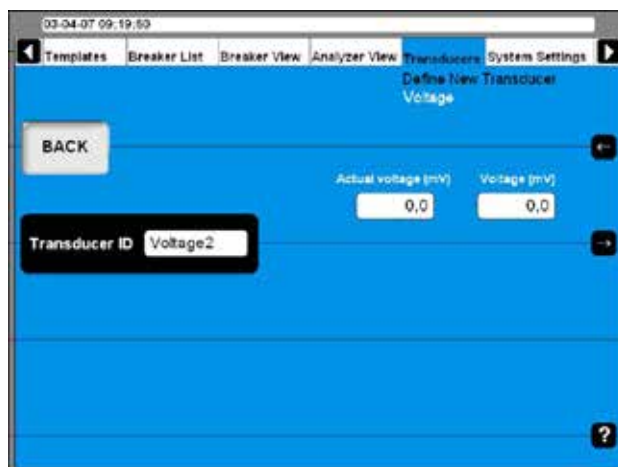 03-04-07 09:19:50
Templates Breaker List Breaker View Analyzer View Transducers System Settings
Define New Transducer
Voltage
BACK
Actual voltage (mV) Voltage (mV)
0,0 0,0
Transducer ID Voltage2
?